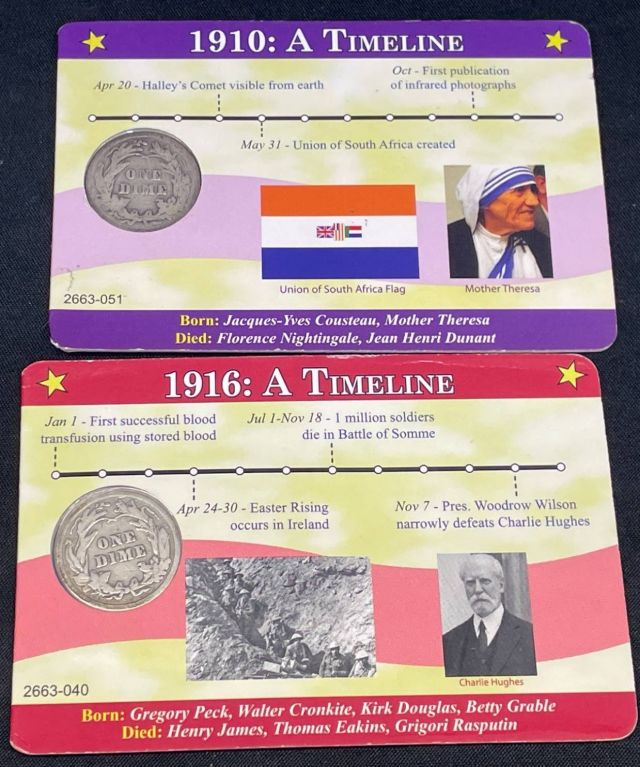 1910: A TIMELINE
Apr 20 - Halley's Comet visible from earth
Oct - First publication
of infrared photographs
May 31 - Union of South Africa created
ONE
DIME
Union of South Africa Flag
Mother Theresa
2663-051
Born: Jacques-Yves Cousteau, Mother Theresa
Died: Florence Nightingale, Jean Henri Dunant
1916: A TIMELINE
Jan 1 - First successful blood
transfusion using stored blood
Jul 1-Nov 18 - 1 million soldiers
die in Battle of Somme
Apr 24-30 - Easter Rising
occurs in Ireland
Nov 7 - Pres. Woodrow Wilson
narrowly defeats Charlie Hughes
ONE
DIME
Charlie Hughes
2663-040
Born: Gregory Peck, Walter Cronkite, Kirk Douglas, Betty Grable
Died: Henry James, Thomas Eakins, Grigori Rasputin